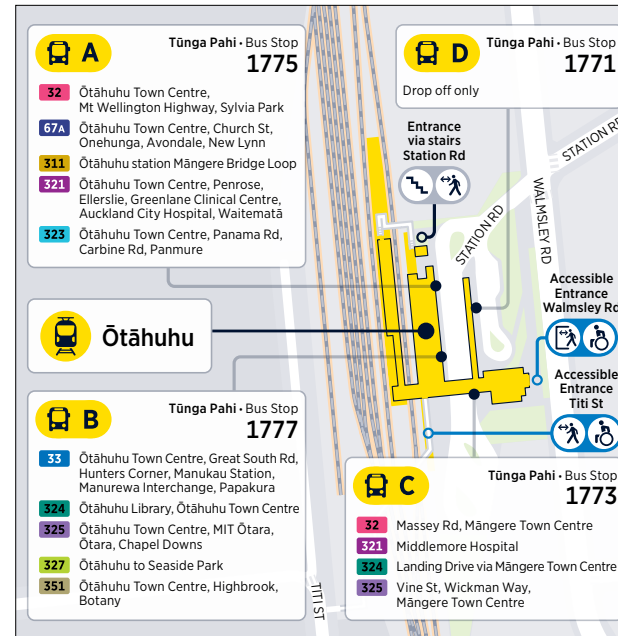 A
Tūnga Pahi • Bus Stop
1775
32 Ōtāhuhu Town Centre,
Mt Wellington Highway, Sylvia Park
67A Ōtāhuhu Town Centre, Church St,
Onehunga, Avondale, New Lynn
311 Ōtāhuhu station Māngere Bridge Loop
321 Ōtāhuhu Town Centre, Penrose,
Ellerslie, Greenlane Clinical Centre,
Auckland City Hospital, Waitematā
323 Ōtāhuhu Town Centre, Panama Rd,
Carbine Rd, Panmure
D
Tūnga Pahi • Bus Stop
1771
Drop off only
Entrance
via stairs
Station Rd
STATION RD
STATION RD
WALMSLEY RD
Accessible
Entrance
Walmsley Rd
Accessible
Entrance
Titi St
Ōtāhuhu
B
Tūnga Pahi • Bus Stop
1777
33 Ōtāhuhu Town Centre, Great South Rd,
Hunters Corner, Manukau Station,
Manurewa Interchange, Papakura
324 Ōtāhuhu Library, Ōtāhuhu Town Centre
325 Ōtāhuhu Town Centre, MIT Ōtara,
Ōtara, Chapel Downs
327 Ōtāhuhu to Seaside Park
351 Ōtāhuhu Town Centre, Highbrook,
Botany
TITI ST
C
Tūnga Pahi • Bus Stop
1773
32 Massey Rd, Māngere Town Centre
321 Middlemore Hospital
324 Landing Drive via Māngere Town Centre
325 Vine St, Wickman Way,
Māngere Town Centre